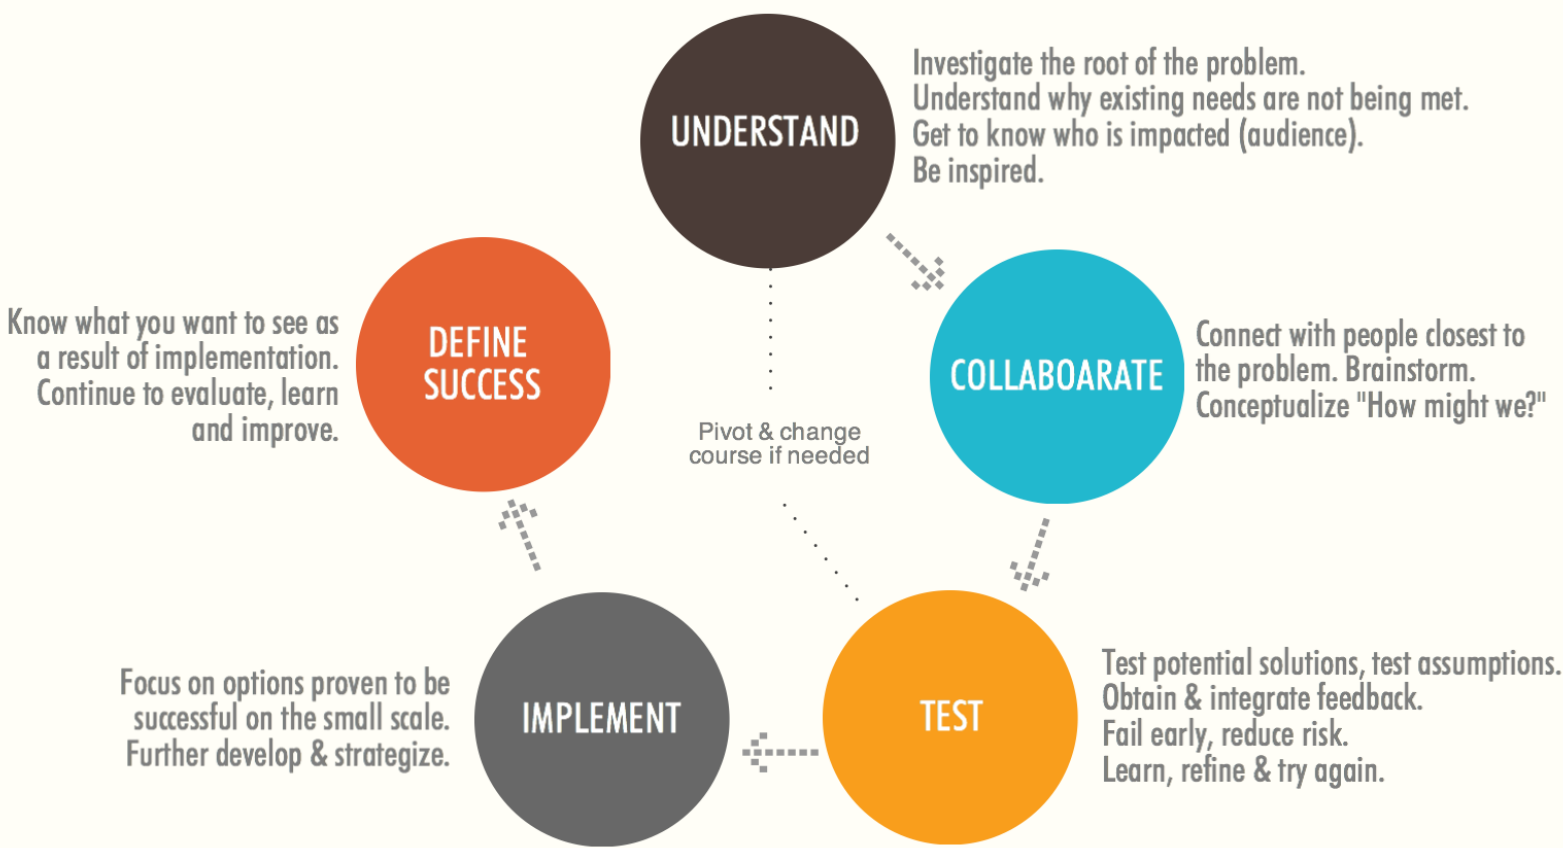 UNDERSTAND
Investigate the root of the problem.
Understand why existing needs are not being met.
Get to know who is impacted (audience).
Be inspired.
COLLABOARATE
Connect with people closest to
the problem. Brainstorm.
Conceptualize "How might we?"
TEST
Test potential solutions, test assumptions.
Obtain & integrate feedback.
Fail early, reduce risk.
Learn, refine & try again.
IMPLEMENT
Focus on options proven to be
successful on the small scale.
Further develop & strategize.
DEFINE
SUCCESS
Know what you want to see as
a result of implementation.
Continue to evaluate, learn
and improve.
Pivot & change
course if needed